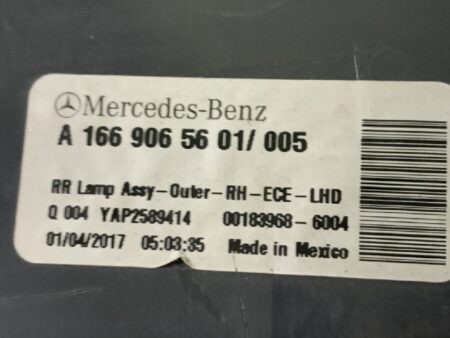 Mercedes-Benz
A 166 906 56 01/ 005
RR Lamp Assy-Outer-RH-ECE-LHD
Q 004 YAP2589414 00183968-6004
01/04/2017 05:03:35 Made in Mexico